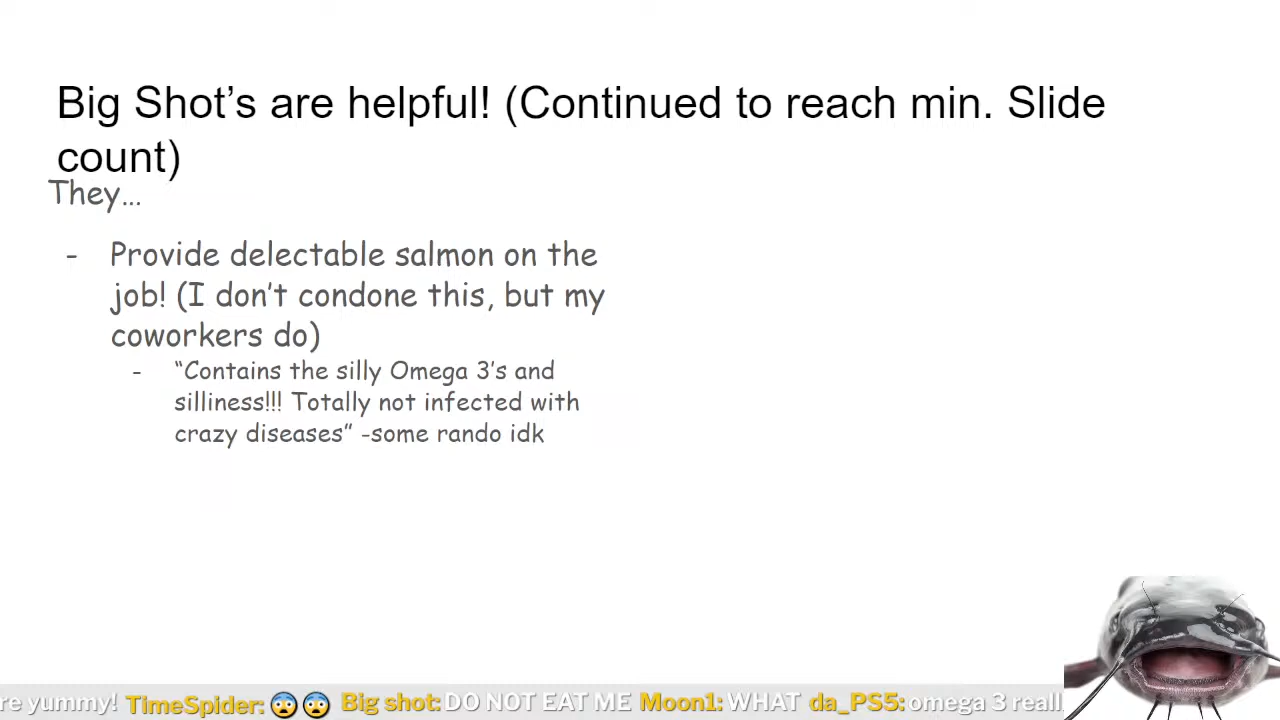 Big Shot’s are helpful! (Continued to reach min. Slide
count)
They…
- Provide delectable salmon on the
job! (I don’t condone this, but my
coworkers do)
- “Contains the silly Omega 3’s and
silliness!!! Totally not infected with
crazy diseases” -some rando idk
re yummy! TimeSpider: 😨😨 Big shot: DO NOT EAT ME Moon1: WHAT da_PS5: omega 3 reall